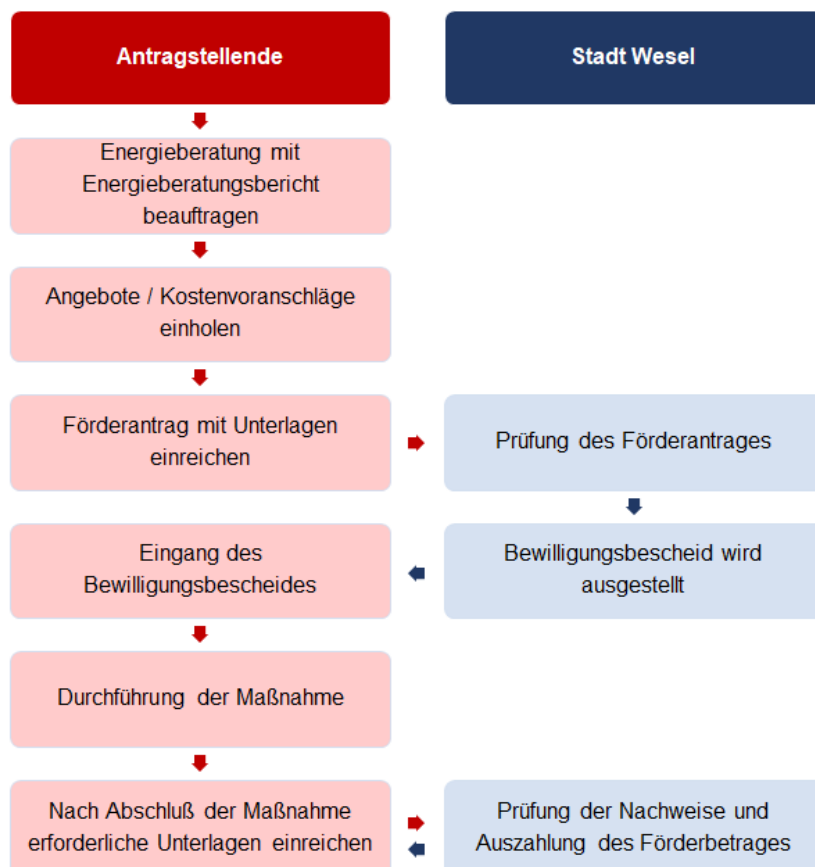 Antragstellende
Stadt Wesel
Energieberatung mit
Energieberatungsbericht
beauftragen
Angebote / Kostenvoranschläge
einholen
Förderantrag mit Unterlagen
einreichen
Prüfung des Förderantrages
Eingang des
Bewilligungsbescheides
Bewilligungsbescheid wird
ausgestellt
Durchführung der Maßnahme
Nach Abschluß der Maßnahme
erforderliche Unterlagen einreichen
Prüfung der Nachweise und
Auszahlung des Förderbetrages